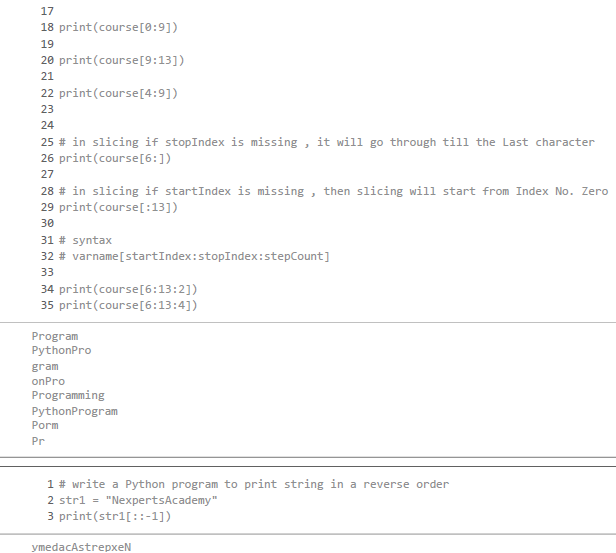 17
18 print(course[0:9])
19
20 print(course[9:13])
21
22 print(course[4:9])
23
24
25 # in slicing if stopIndex is missing , it will go through till the Last character
26 print(course[6:])
27
28 # in slicing if startIndex is missing , then slicing will start from Index No. Zero
29 print(course[:13])
30
31 # syntax
32 # varname[startIndex:stopIndex:stepCount]
33
34 print(course[6:13:2])
35 print(course[6:13:4])
Program
PythonPro
gram
onPro
Programming
PythonProgram
Porm
Pr
1 # write a Python program to print string in a reverse order
2 str1 = "NexpertsAcademy"
3 print(str1[::-1])
ymedacAstrepxeN